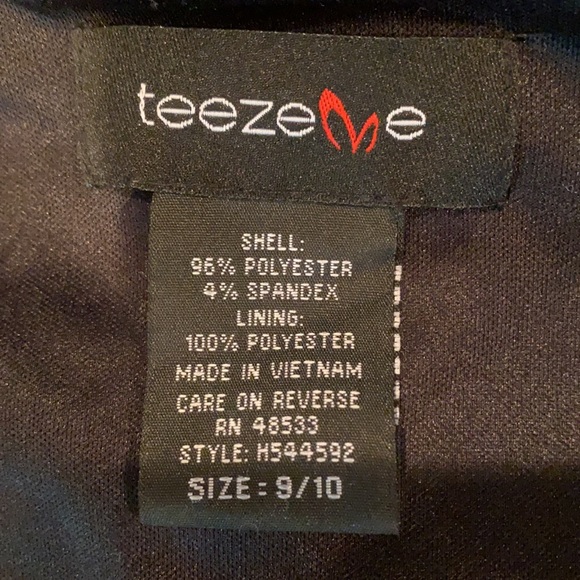 teezeMe
SHELL:
96% POLYESTER
4% SPANDEX
LINING:
100% POLYESTER
MADE IN VIETNAM
CARE ON REVERSE
RN 48533
STYLE: H544592
SIZE: 9/10